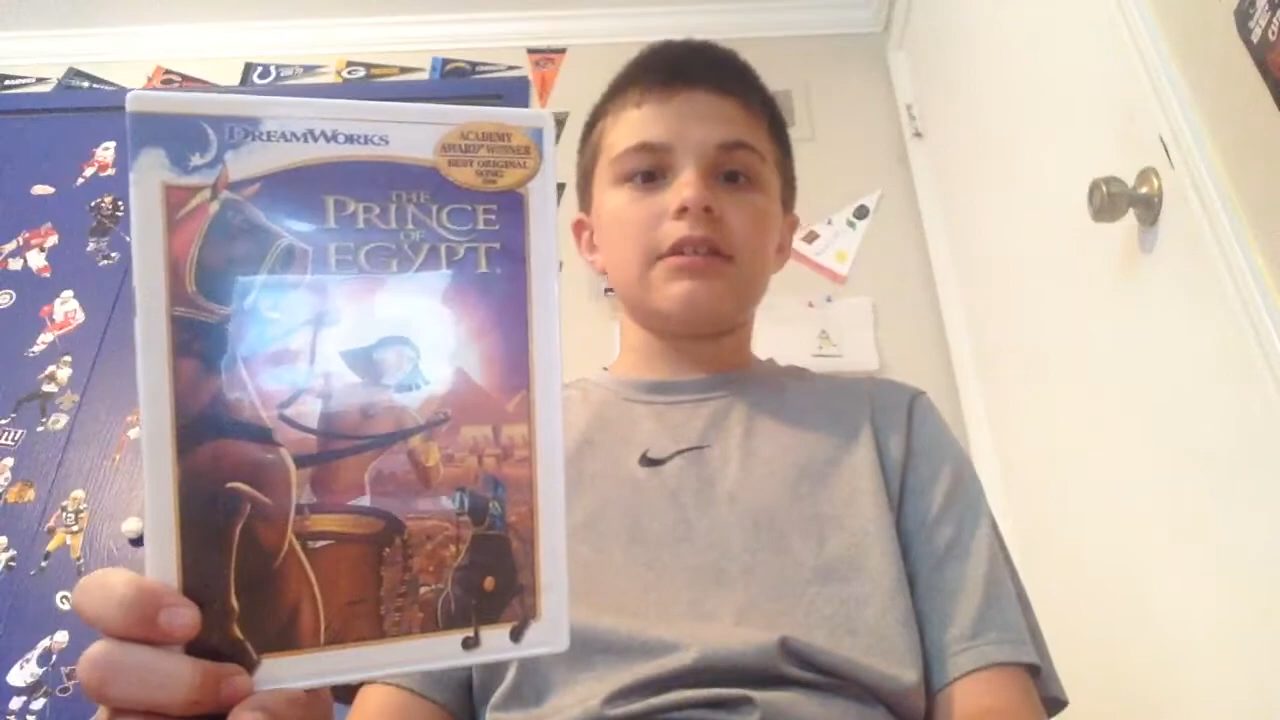 DREAMWORKS
ACADEMY
AWARD® WINNER
BEST ORIGINAL
SONG
THE
PRINCE
OF
EGYPT